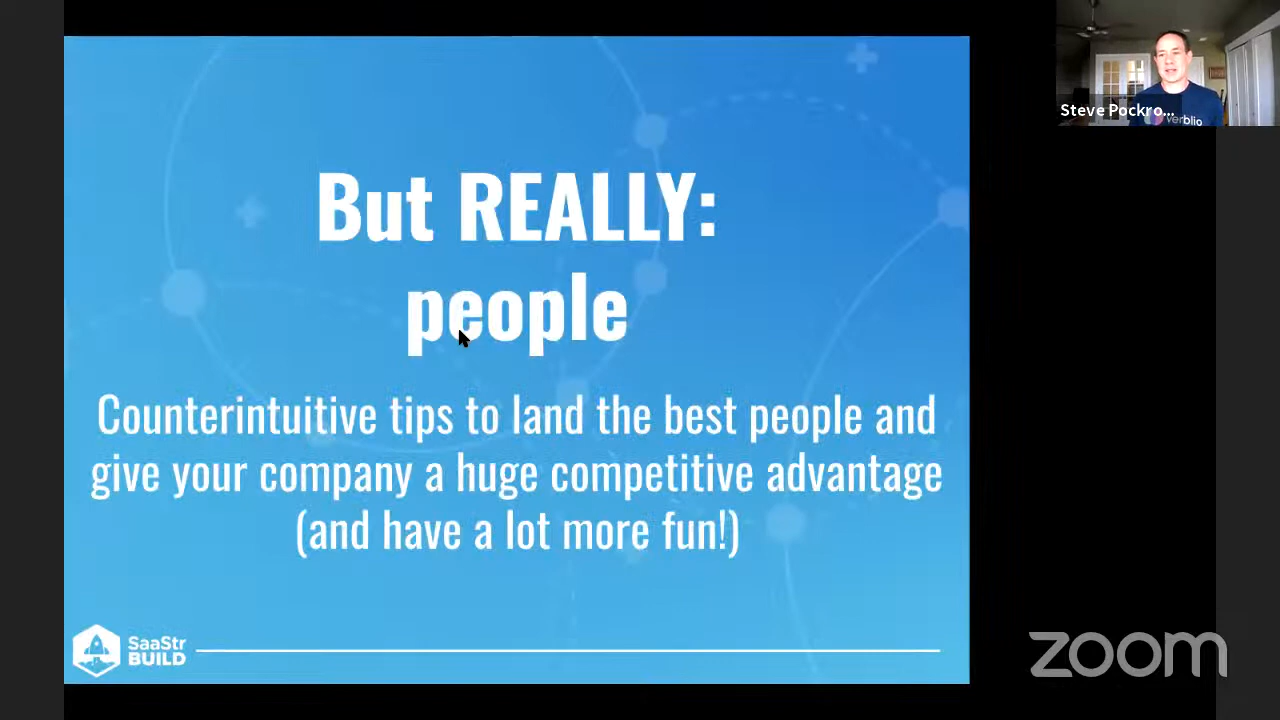 But REALLY:
people
Counterintuitive tips to land the best people and
give your company a huge competitive advantage
(and have a lot more fun!)
SaaStr
BUILD
Steve Pockro...
verblio
zoom